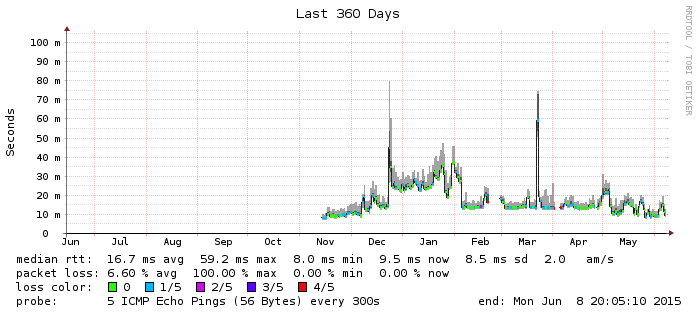 Last 360 Days
RRDTOOL / TOBI OETIKER
Seconds
100 m
90 m
80 m
70 m
60 m
50 m
40 m
30 m
20 m
10 m
0
Jun Jul Aug Sep Oct Nov Dec Jan Feb Mar Apr May
median rtt: 16.7 ms avg 59.2 ms max 8.0 ms min 9.5 ms now 8.5 ms sd 2.0 am/s
packet loss: 6.60 % avg 100.00 % max 0.00 % min 0.00 % now
loss color: 0 1/5 2/5 3/5 4/5
probe: 5 ICMP Echo Pings (56 Bytes) every 300s end: Mon Jun 8 20:05:10 2015